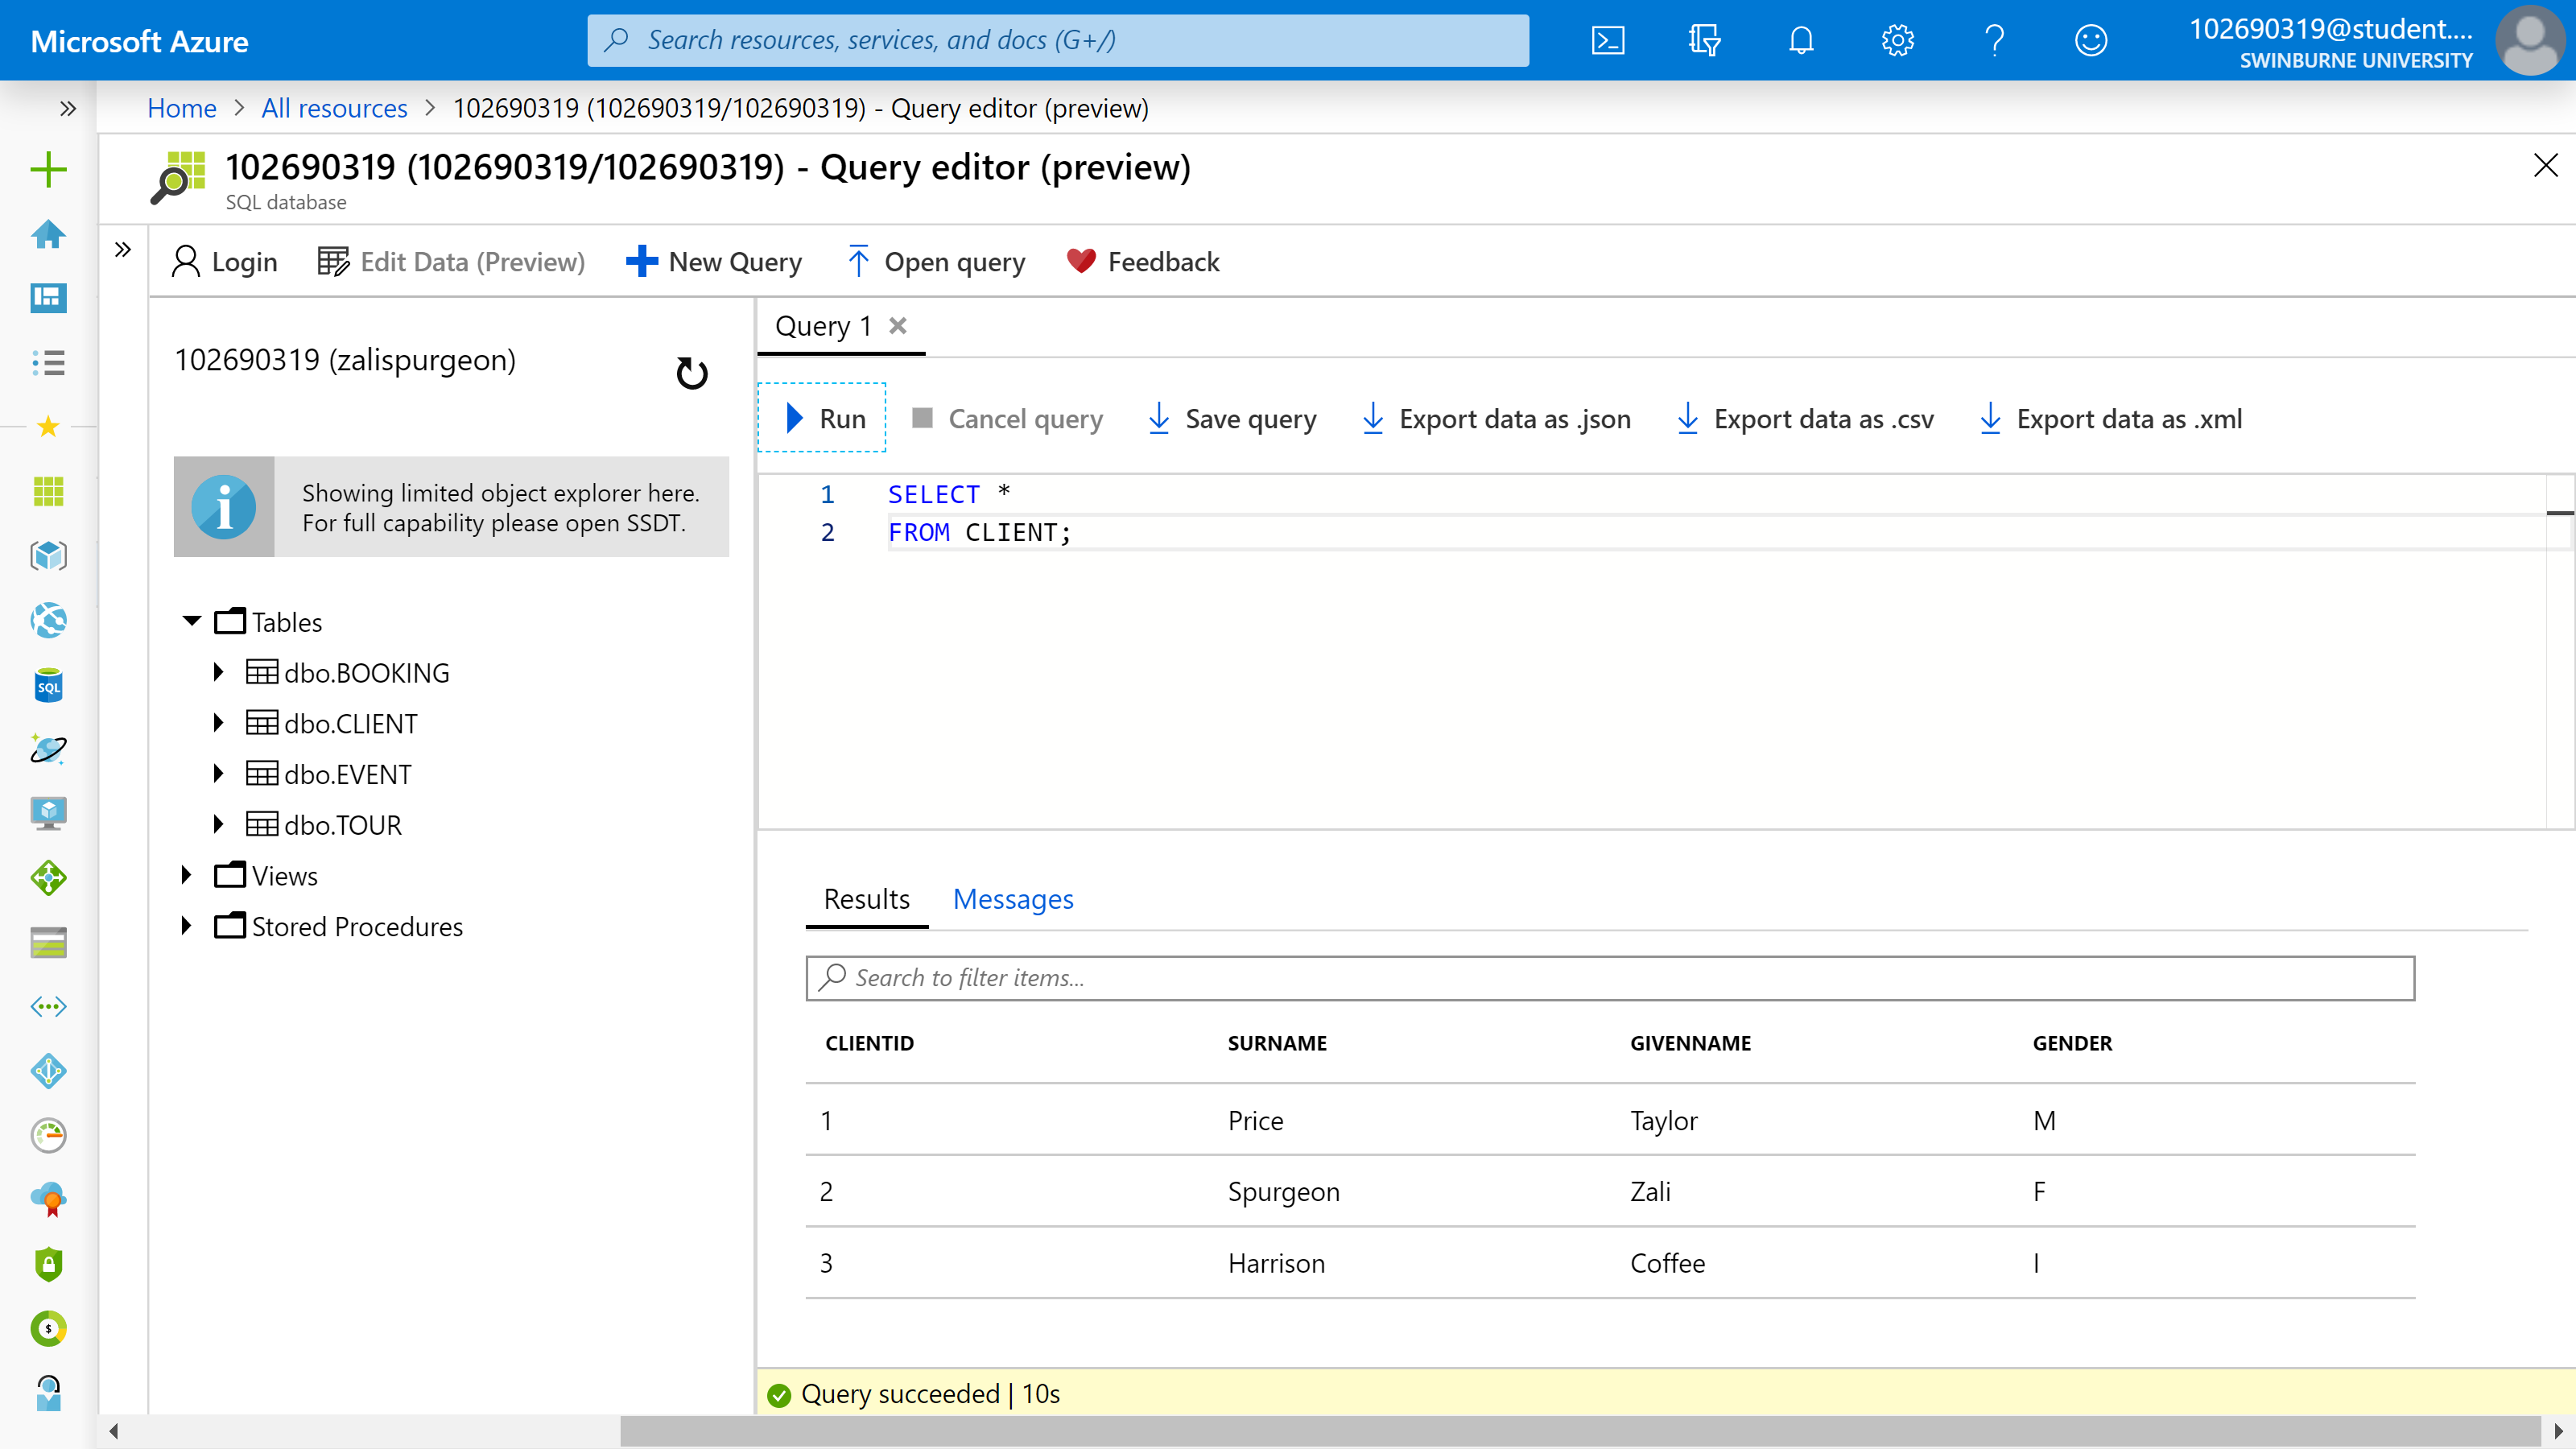 Microsoft Azure
Search resources, services, and docs (G+/)
102690319@student....
SWINBURNE UNIVERSITY
Home > All resources > 102690319 (102690319/102690319) - Query editor (preview)
102690319 (102690319/102690319) - Query editor (preview)
SQL database
Login Edit Data (Preview) New Query Open query Feedback
102690319 (zalispurgeon)
Showing limited object explorer here.
For full capability please open SSDT.
Tables
dbo.BOOKING
dbo.CLIENT
dbo.EVENT
dbo.TOUR
Views
Stored Procedures
Query 1
Run Cancel query Save query Export data as .json Export data as .csv Export data as .xml
1 SELECT *
2 FROM CLIENT;
Results Messages
Search to filter items...
CLIENTID SURNAME GIVENNAME GENDER
1 Price Taylor M
2 Spurgeon Zali F
3 Harrison Coffee I
Query succeeded | 10s
SQL